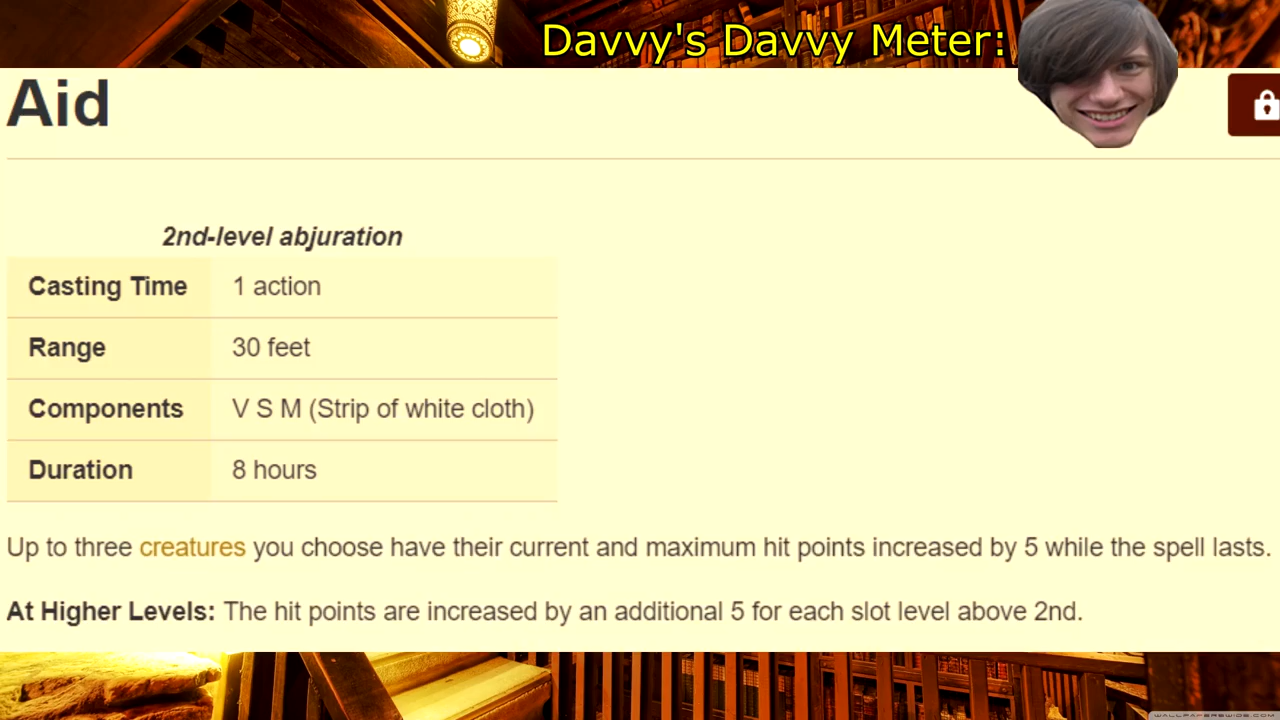 Davvy's Davvy Meter:
Aid
2nd-level abjuration
Casting Time 1 action
Range 30 feet
Components V S M (Strip of white cloth)
Duration 8 hours
Up to three creatures you choose have their current and maximum hit points increased by 5 while the spell lasts.
At Higher Levels: The hit points are increased by an additional 5 for each slot level above 2nd.
WALLPAPERSWIDE.COM